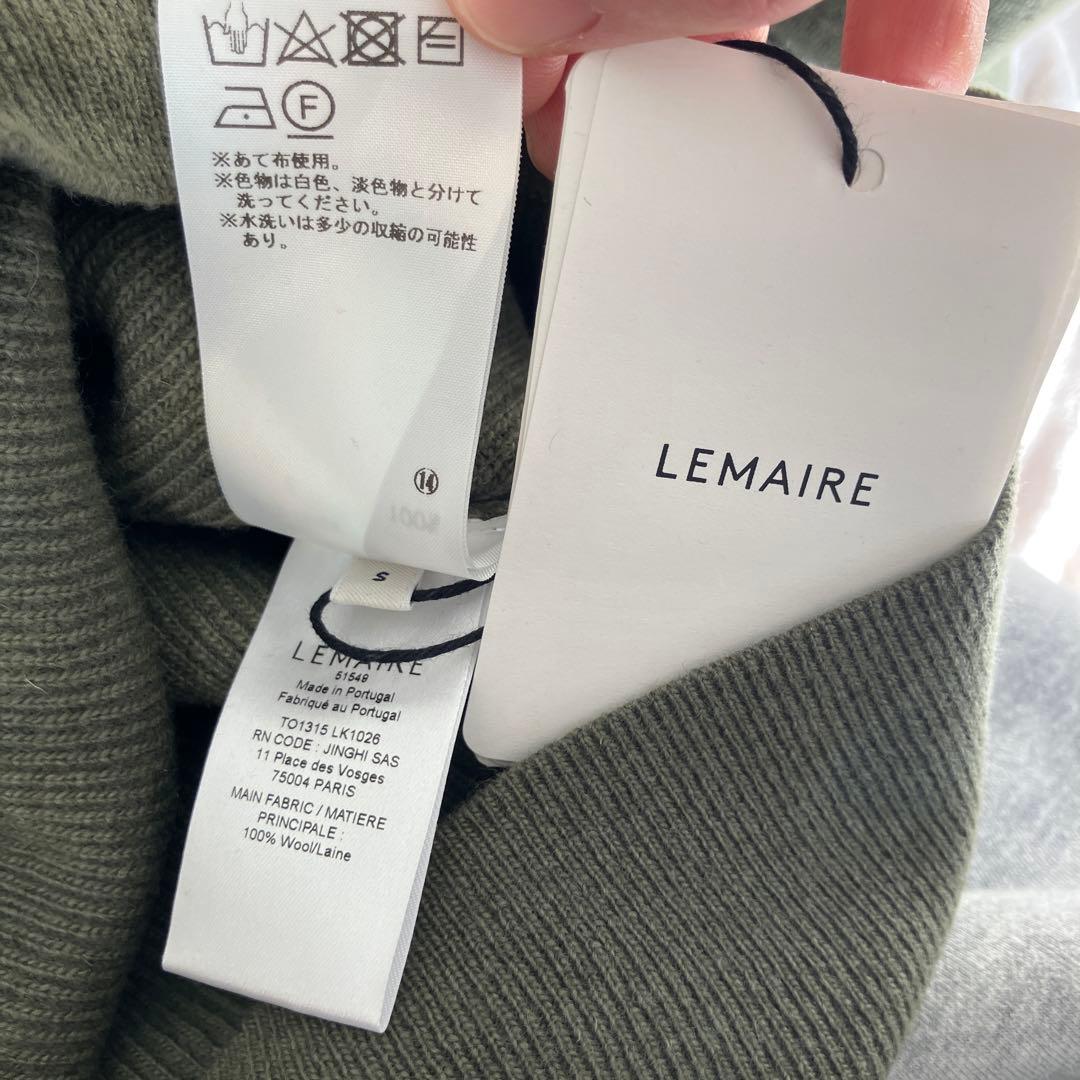 F
※あて布使用。
※色物は白色、淡色物と分けて
洗ってください。
※水洗いは多少の収縮の可能性
あり。
⑭
LEMAIRE
S
LEMAIRE
51549
Made in Portugal
Fabriqué au Portugal
TO1315 LK1026
RN CODE : JINGHI SAS
11 Place des Vosges
75004 PARIS
MAIN FABRIC / MATIERE
PRINCIPALE :
100% Wool/Laine